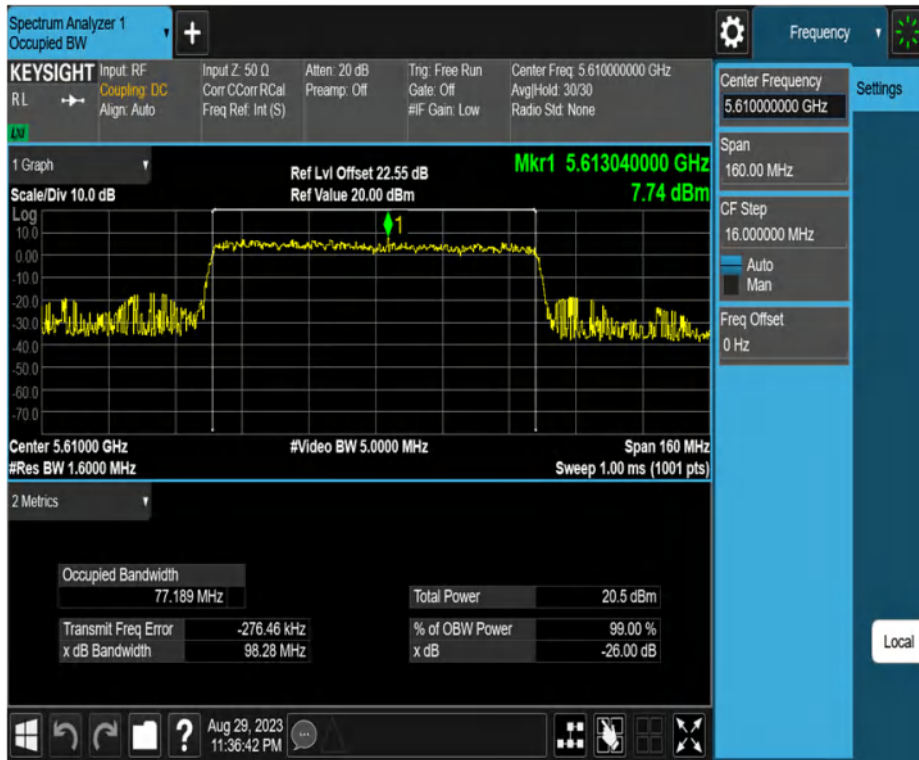 Spectrum Analyzer 1
Occupied BW
Frequency
KEYSIGHT
RL
LXI
Input: RF
Coupling: DC
Align: Auto
Input Z: 50 Ω
Corr CCorr RCal
Freq Ref: Int (S)
Atten: 20 dB
Preamp: Off
Trig: Free Run
Gate: Off
#IF Gain: Low
Center Freq: 5.610000000 GHz
Avg|Hold: 30/30
Radio Std: None
Center Frequency
5.610000000 GHz
Settings
Span
160.00 MHz
CF Step
16.000000 MHz
Auto
Man
Freq Offset
0 Hz
1 Graph
Scale/Div 10.0 dB
Ref Lvl Offset 22.55 dB
Ref Value 20.00 dBm
Mkr1 5.613040000 GHz
7.74 dBm
Log
10.0
0.00
-10.0
-20.0
-30.0
-40.0
-50.0
-60.0
-70.0
1
Center 5.61000 GHz
#Video BW 5.0000 MHz
Span 160 MHz
#Res BW 1.6000 MHz
Sweep 1.00 ms (1001 pts)
2 Metrics
Occupied Bandwidth
77.189 MHz
Total Power 20.5 dBm
Transmit Freq Error -276.46 kHz
% of OBW Power 99.00 %
x dB Bandwidth 98.28 MHz
x dB -26.00 dB
Local
?
Aug 29, 2023
11:36:42 PM